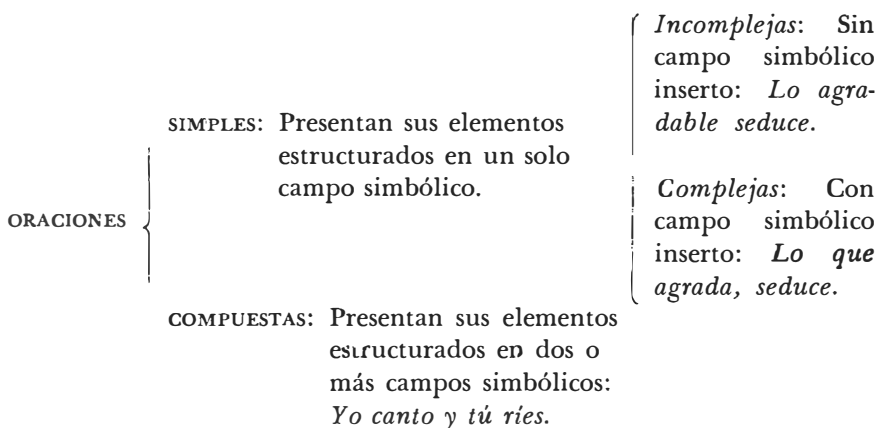 ORACIONES
SIMPLES: Presentan sus elementos
estructurados en un solo
campo simbólico.
Incomplejas: Sin
campo simbólico
inserto: Lo agra-
dable seduce.
Complejas: Con
campo simbólico
inserto: Lo que
agrada, seduce.
COMPUESTAS: Presentan sus elementos
estructurados en dos o
más campos simbólicos:
Yo canto y tú ríes.